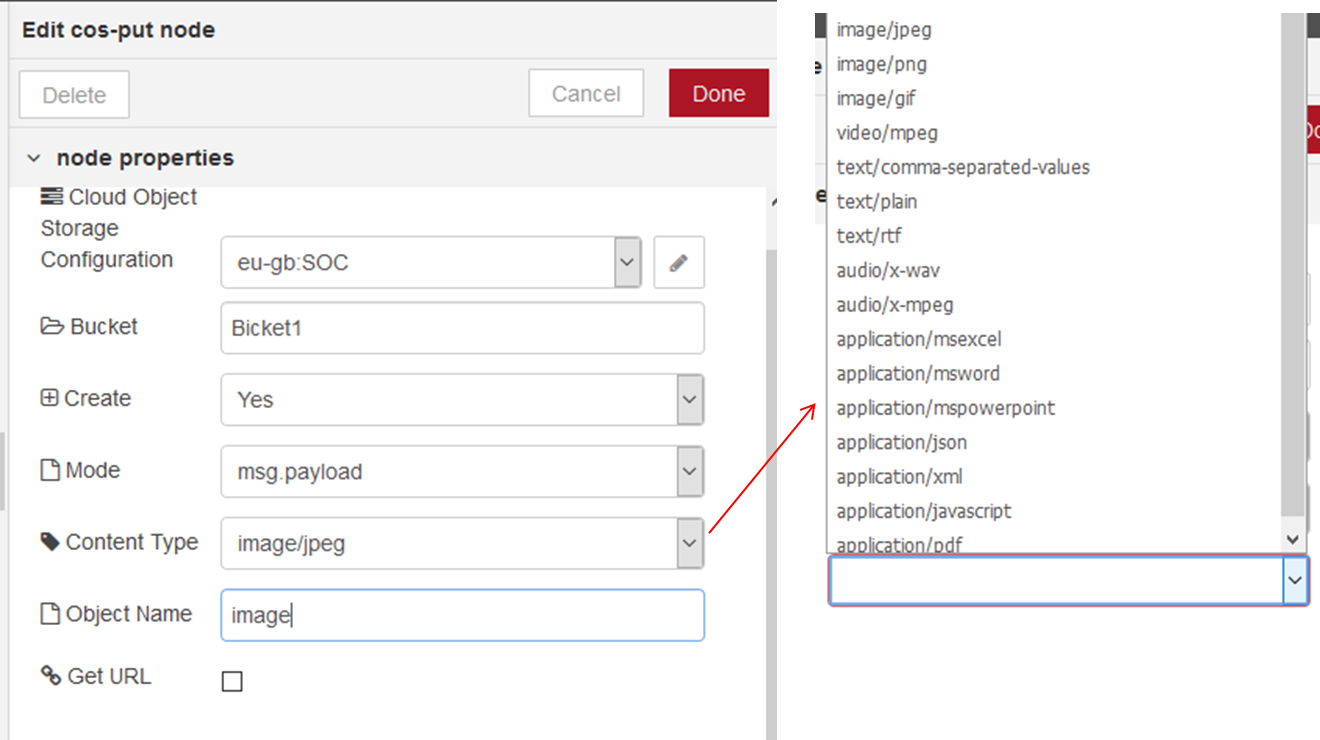 Edit cos-put node
Delete
Cancel
Done
node properties
Cloud Object
Storage
Configuration
eu-gb:SOC
Bucket
Bicket1
Create
Yes
Mode
msg.payload
Content Type
image/jpeg
Object Name
image
Get URL
image/jpeg
image/png
image/gif
video/mpeg
text/comma-separated-values
text/plain
text/rtf
audio/x-wav
audio/x-mpeg
application/msexcel
application/msword
application/mspowerpoint
application/json
application/xml
application/javascript
application/pdf